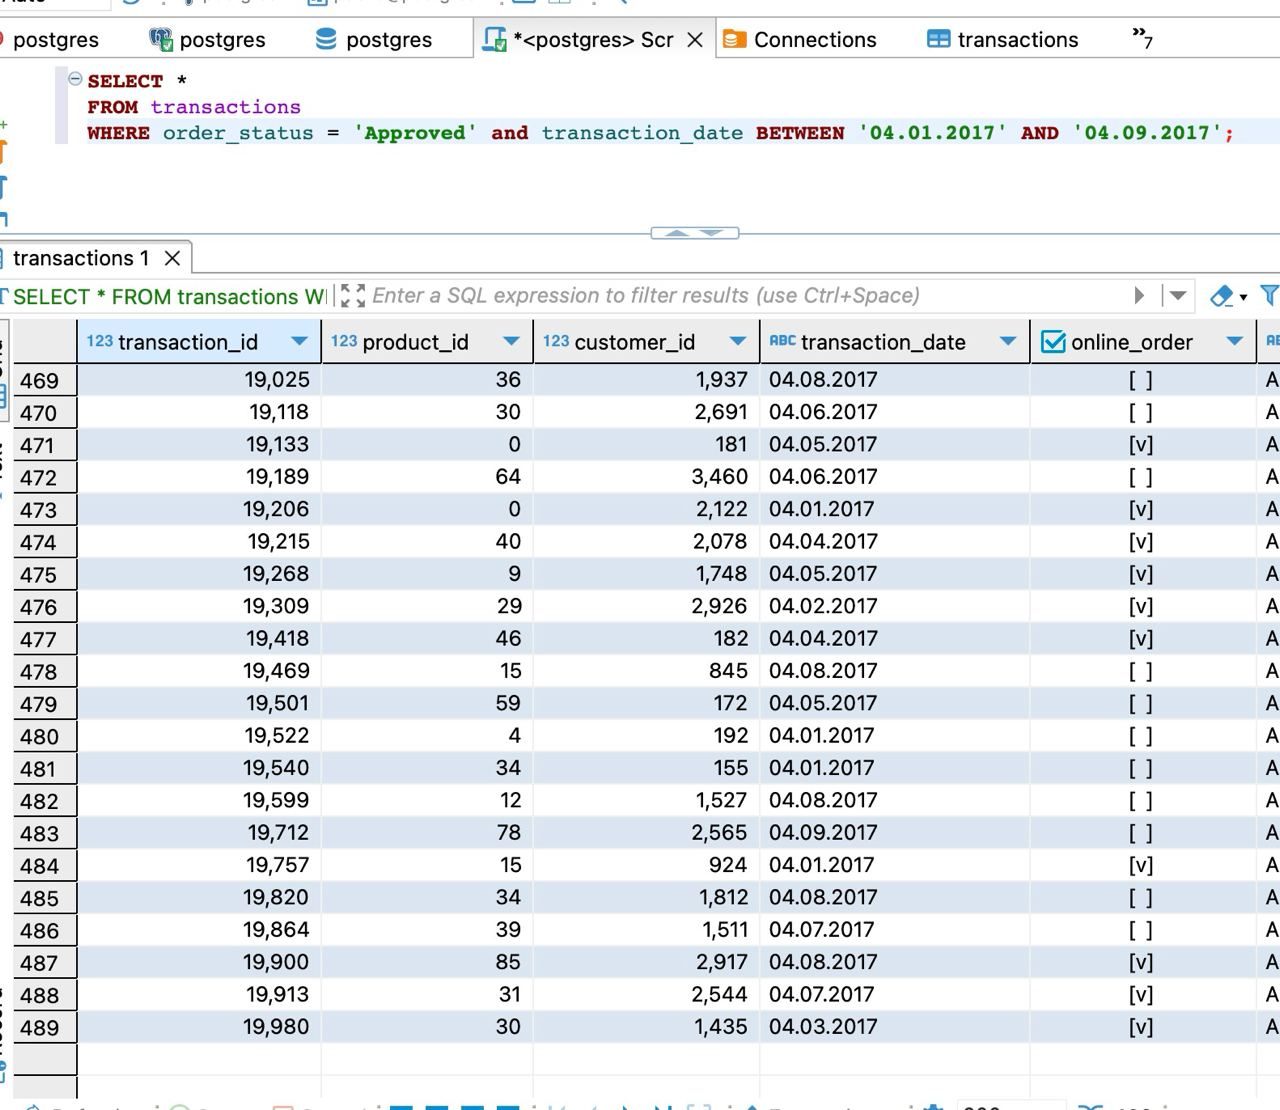 postgres postgres postgres *<postgres> Scr Connections transactions »7
SELECT *
FROM transactions
WHERE order_status = 'Approved' and transaction_date BETWEEN '04.01.2017' AND '04.09.2017';
transactions 1
SELECT * FROM transactions WI Enter a SQL expression to filter results (use Ctrl+Space)
123 transaction_id 123 product_id 123 customer_id ABC transaction_date online_order
469 19,025 36 1,937 04.08.2017 [ ] A
470 19,118 30 2,691 04.06.2017 [ ] A
471 19,133 0 181 04.05.2017 [v] A
472 19,189 64 3,460 04.06.2017 [ ] A
473 19,206 0 2,122 04.01.2017 [v] A
474 19,215 40 2,078 04.04.2017 [v] A
475 19,268 9 1,748 04.05.2017 [v] A
476 19,309 29 2,926 04.02.2017 [v] A
477 19,418 46 182 04.04.2017 [v] A
478 19,469 15 845 04.08.2017 [ ] A
479 19,501 59 172 04.05.2017 [ ] A
480 19,522 4 192 04.01.2017 [ ] A
481 19,540 34 155 04.01.2017 [ ] A
482 19,599 12 1,527 04.08.2017 [ ] A
483 19,712 78 2,565 04.09.2017 [ ] A
484 19,757 15 924 04.01.2017 [v] A
485 19,820 34 1,812 04.08.2017 [ ] A
486 19,864 39 1,511 04.07.2017 [ ] A
487 19,900 85 2,917 04.08.2017 [v] A
488 19,913 31 2,544 04.07.2017 [v] A
489 19,980 30 1,435 04.03.2017 [v] A